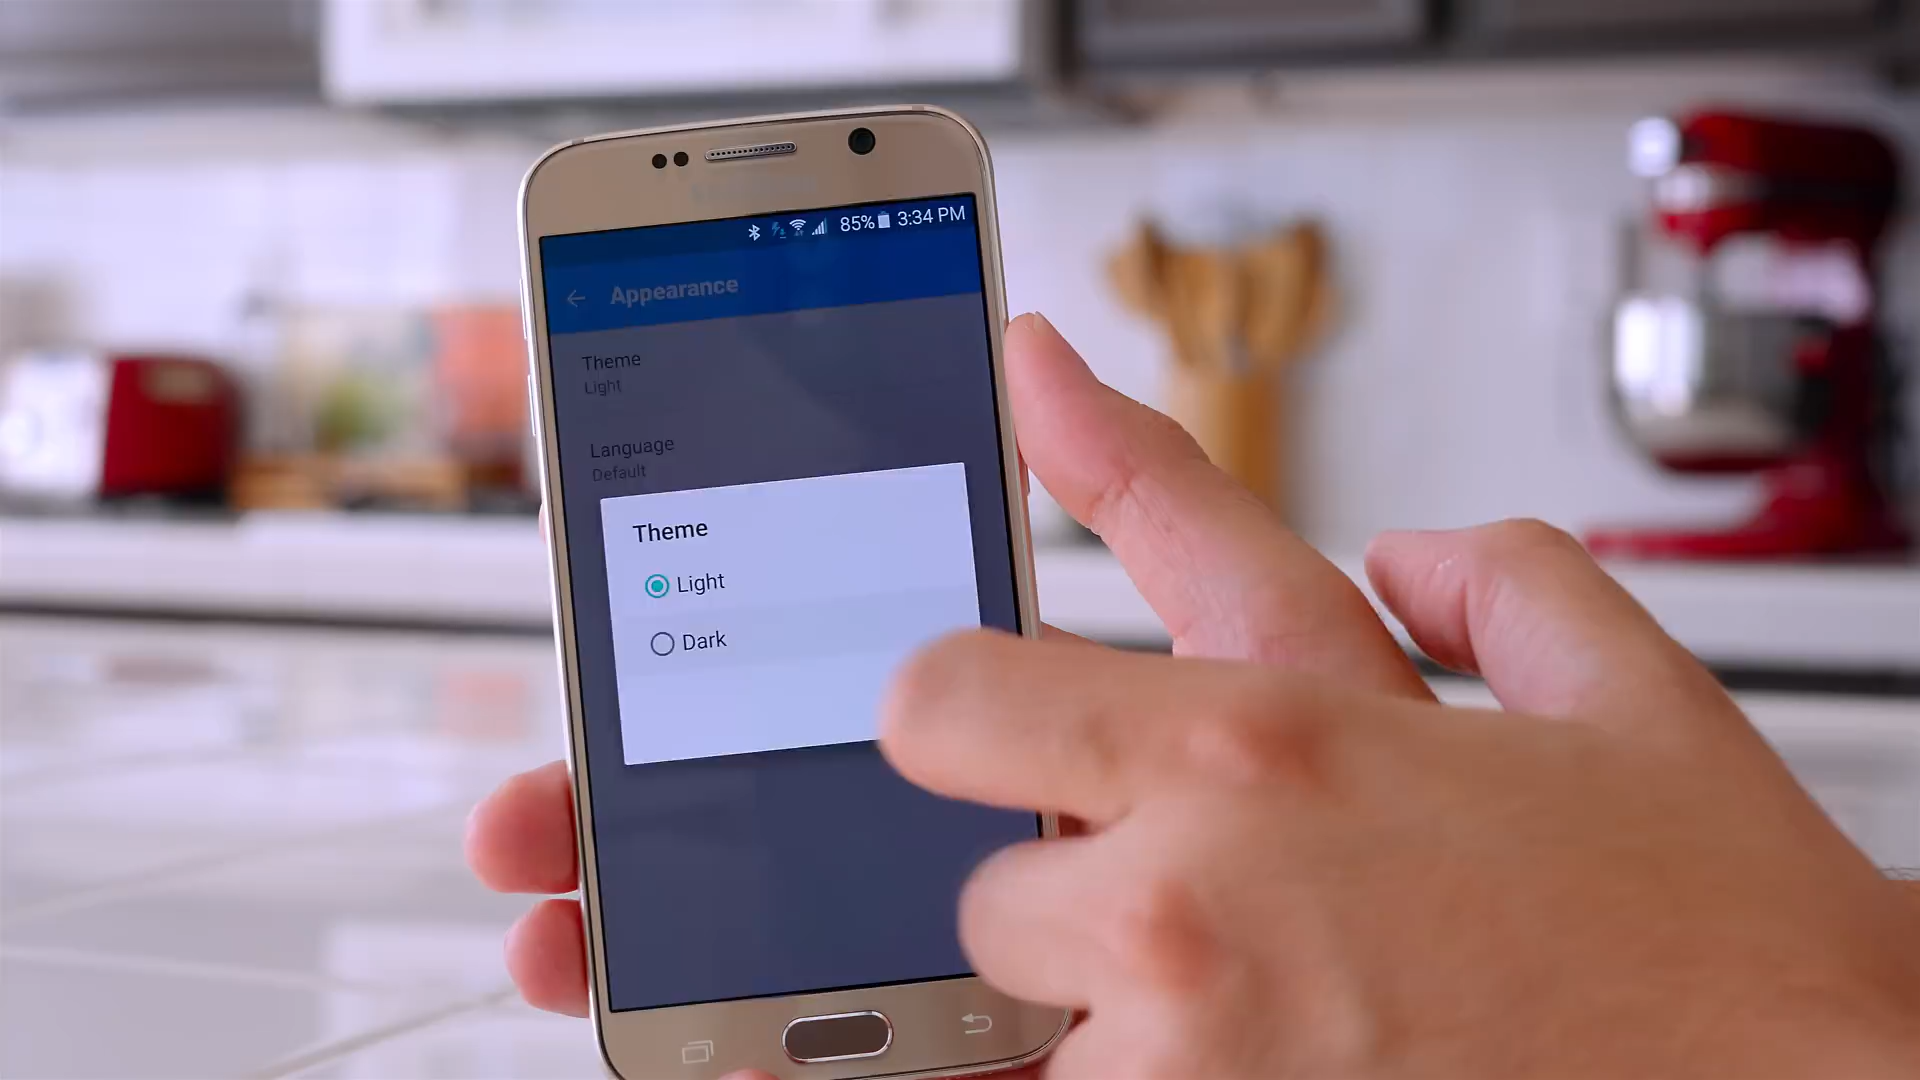 85% 3:34 PM
Appearance
Theme
Light
Language
Default
Theme
Light
Dark